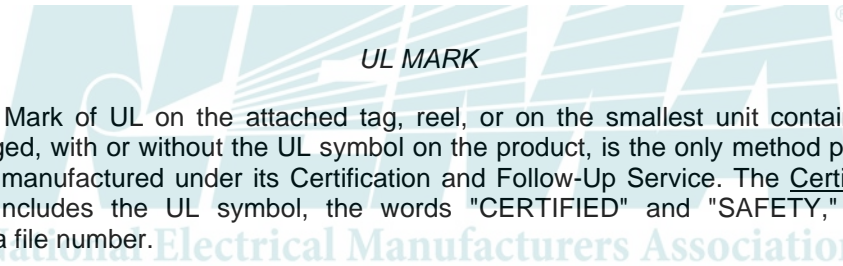 UL MARK
Mark of UL on the attached tag, reel, or on the smallest unit contai
ged, with or without the UL symbol on the product, is the only method p
manufactured under its Certification and Follow-Up Service. The Certi
ncludes the UL symbol, the words "CERTIFIED" and "SAFETY,"
a file number.
National Electrical Manufacturers Association
NEMA